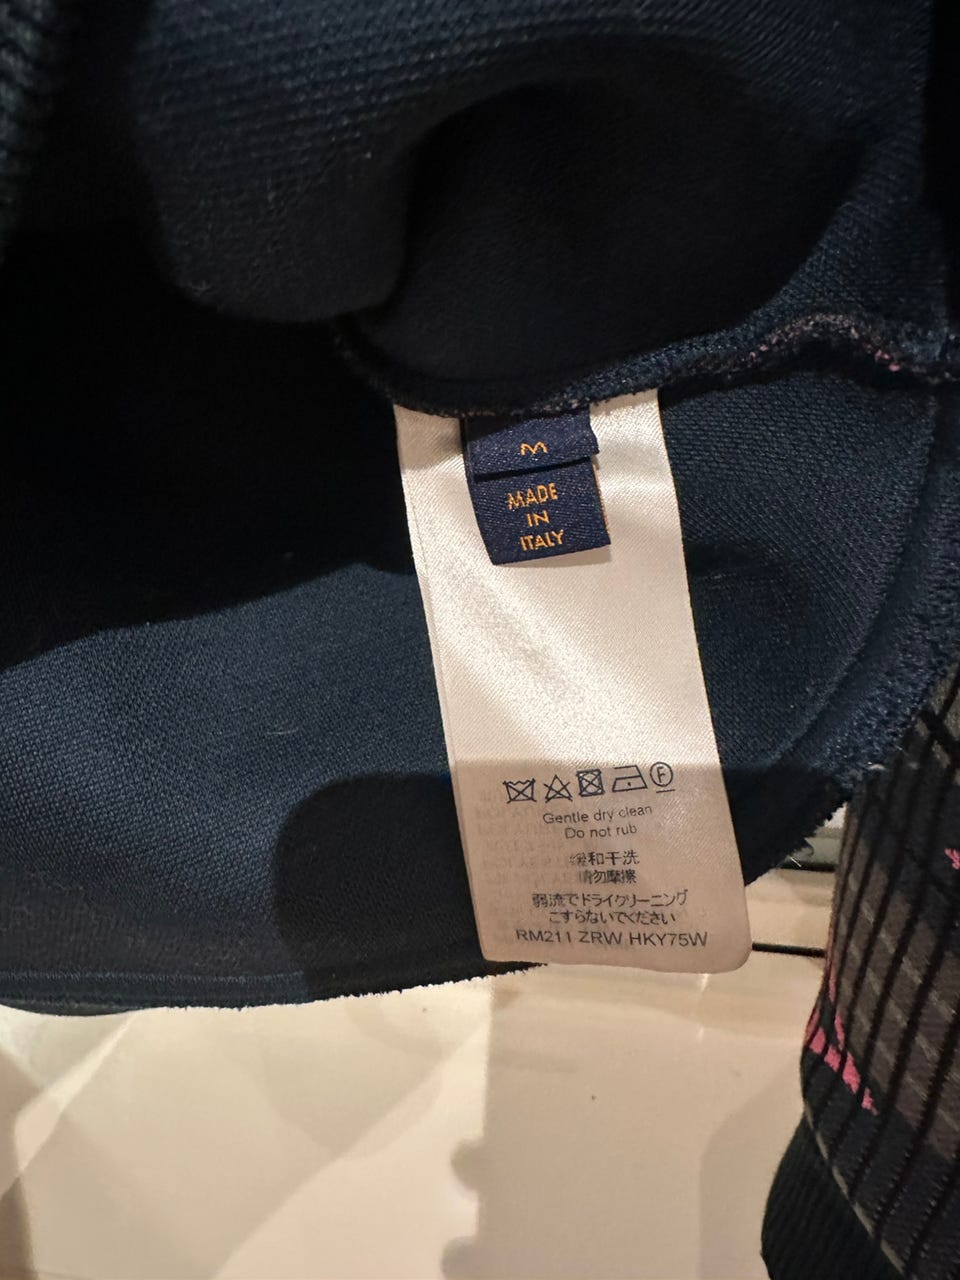 M
MADE
IN
ITALY
F
Gentle dry clean
Do not rub
缓和干洗
请勿摩擦
弱流でドライクリーニング
こすらないでください
RM211 ZRW HKY75W